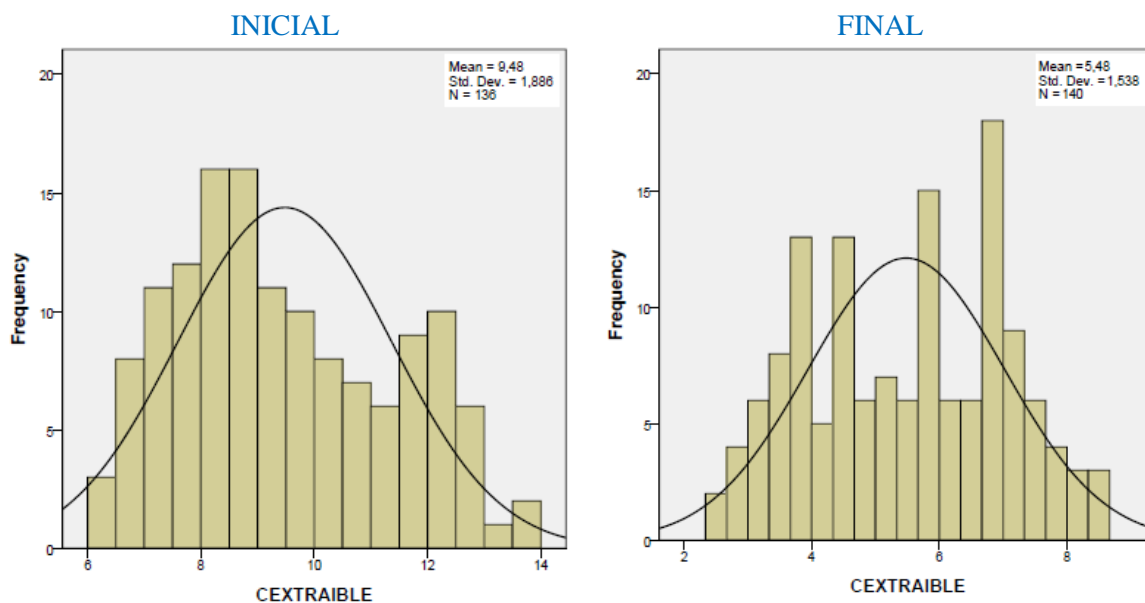 INICIAL
Mean = 9,48
Std. Dev. = 1,886
N = 136
20
15
10
5
0
Frequency
6 8 10 12 14
CEXTRAIBLE
FINAL
Mean =5,48
Std. Dev. =1,538
N =140
20
15
10
5
0
Frequency
2 4 6 8
CEXTRAIBLE